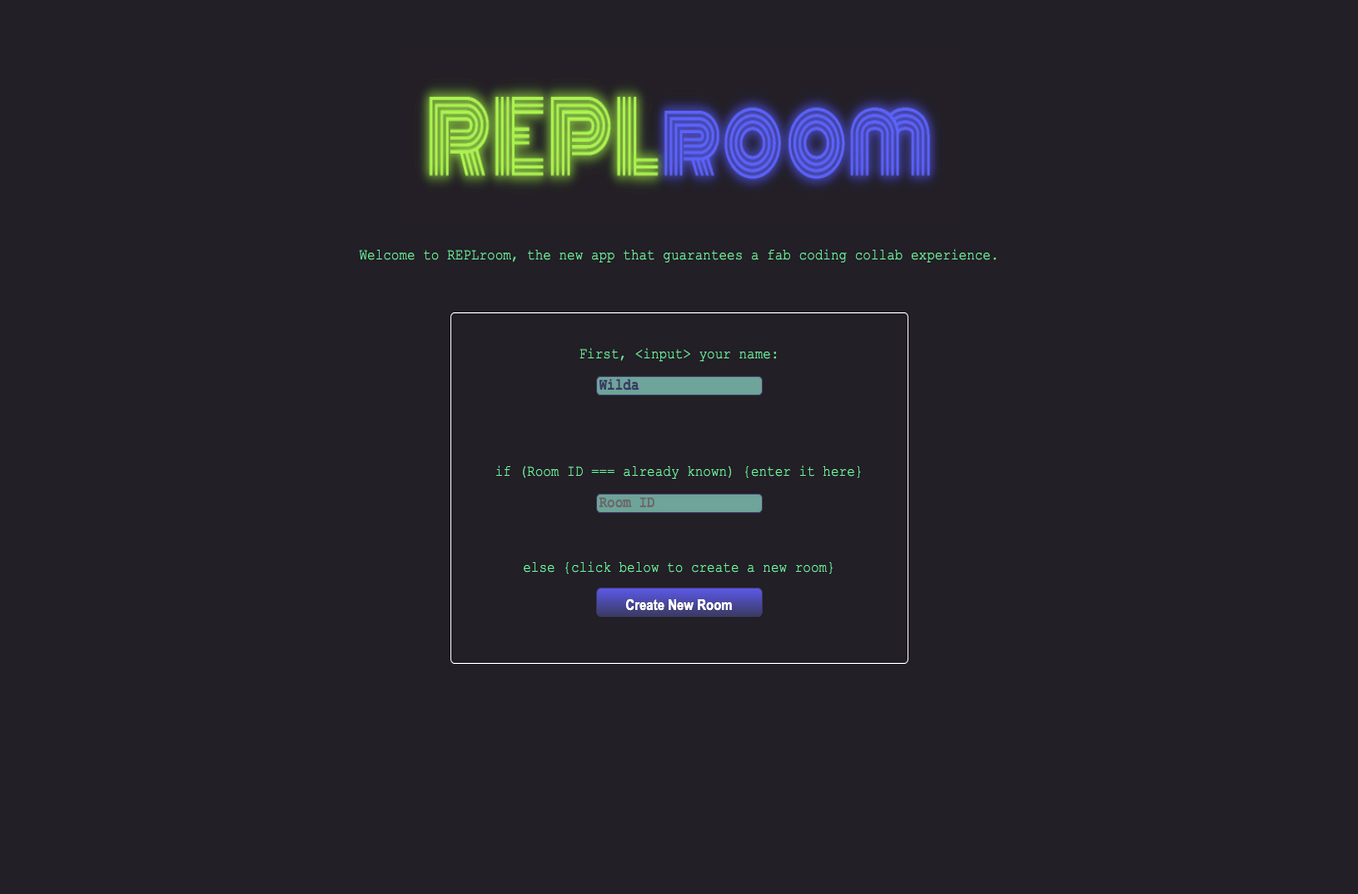 REPLROOM
Welcome to REPLroom, the new app that guarantees a fab coding collab experience.
First, <input> your name:
Wilda
if (Room ID === already known) {enter it here}
Room ID
else {click below to create a new room}
Create New Room